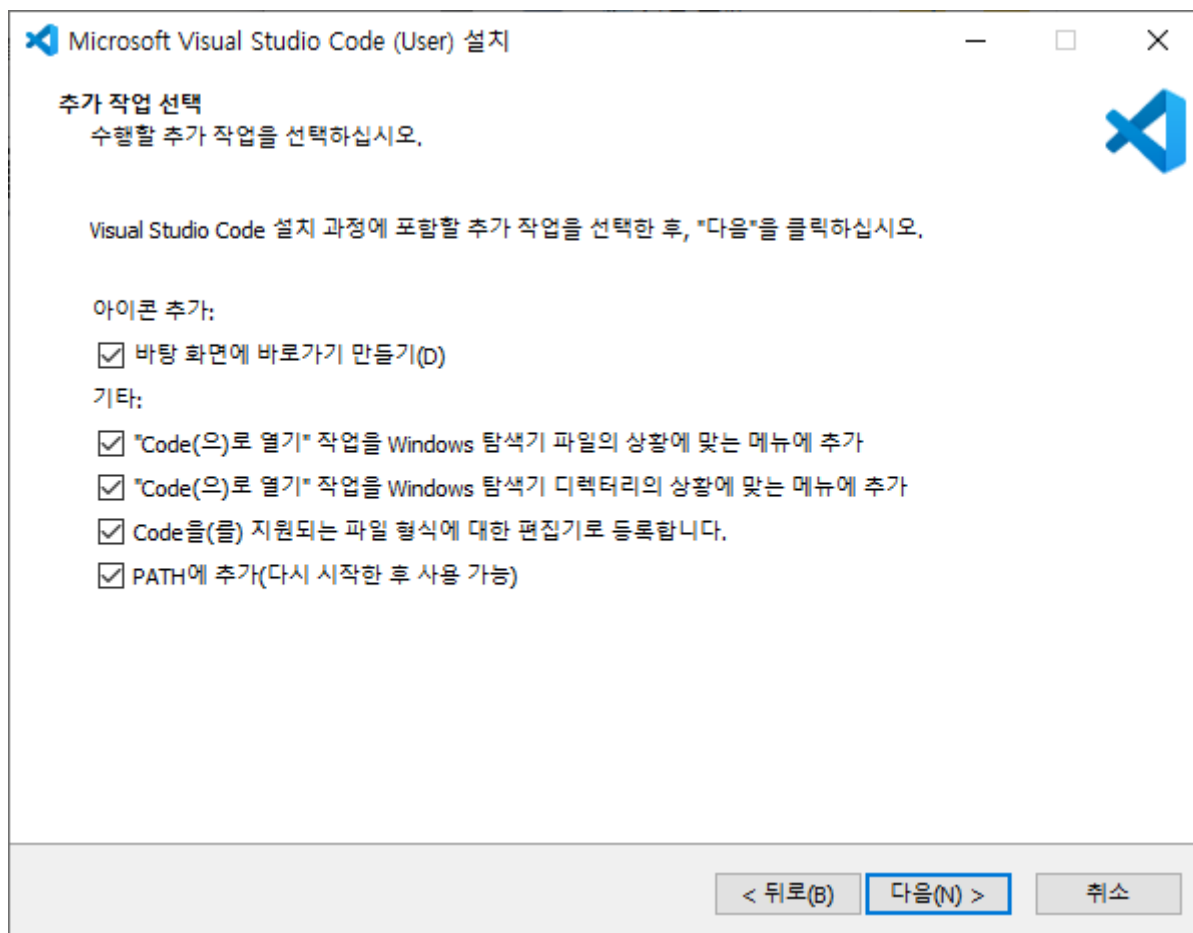 Microsoft Visual Studio Code (User) 설치
추가 작업 선택
수행할 추가 작업을 선택하십시오.
Visual Studio Code 설치 과정에 포함할 추가 작업을 선택한 후, "다음"을 클릭하십시오.
아이콘 추가:
바탕 화면에 바로가기 만들기(D)
기타:
"Code(으)로 열기" 작업을 Windows 탐색기 파일의 상황에 맞는 메뉴에 추가
"Code(으)로 열기" 작업을 Windows 탐색기 디렉터리의 상황에 맞는 메뉴에 추가
Code을(를) 지원되는 파일 형식에 대한 편집기로 등록합니다.
PATH에 추가(다시 시작한 후 사용 가능)
< 뒤로(B) 다음(N) > 취소